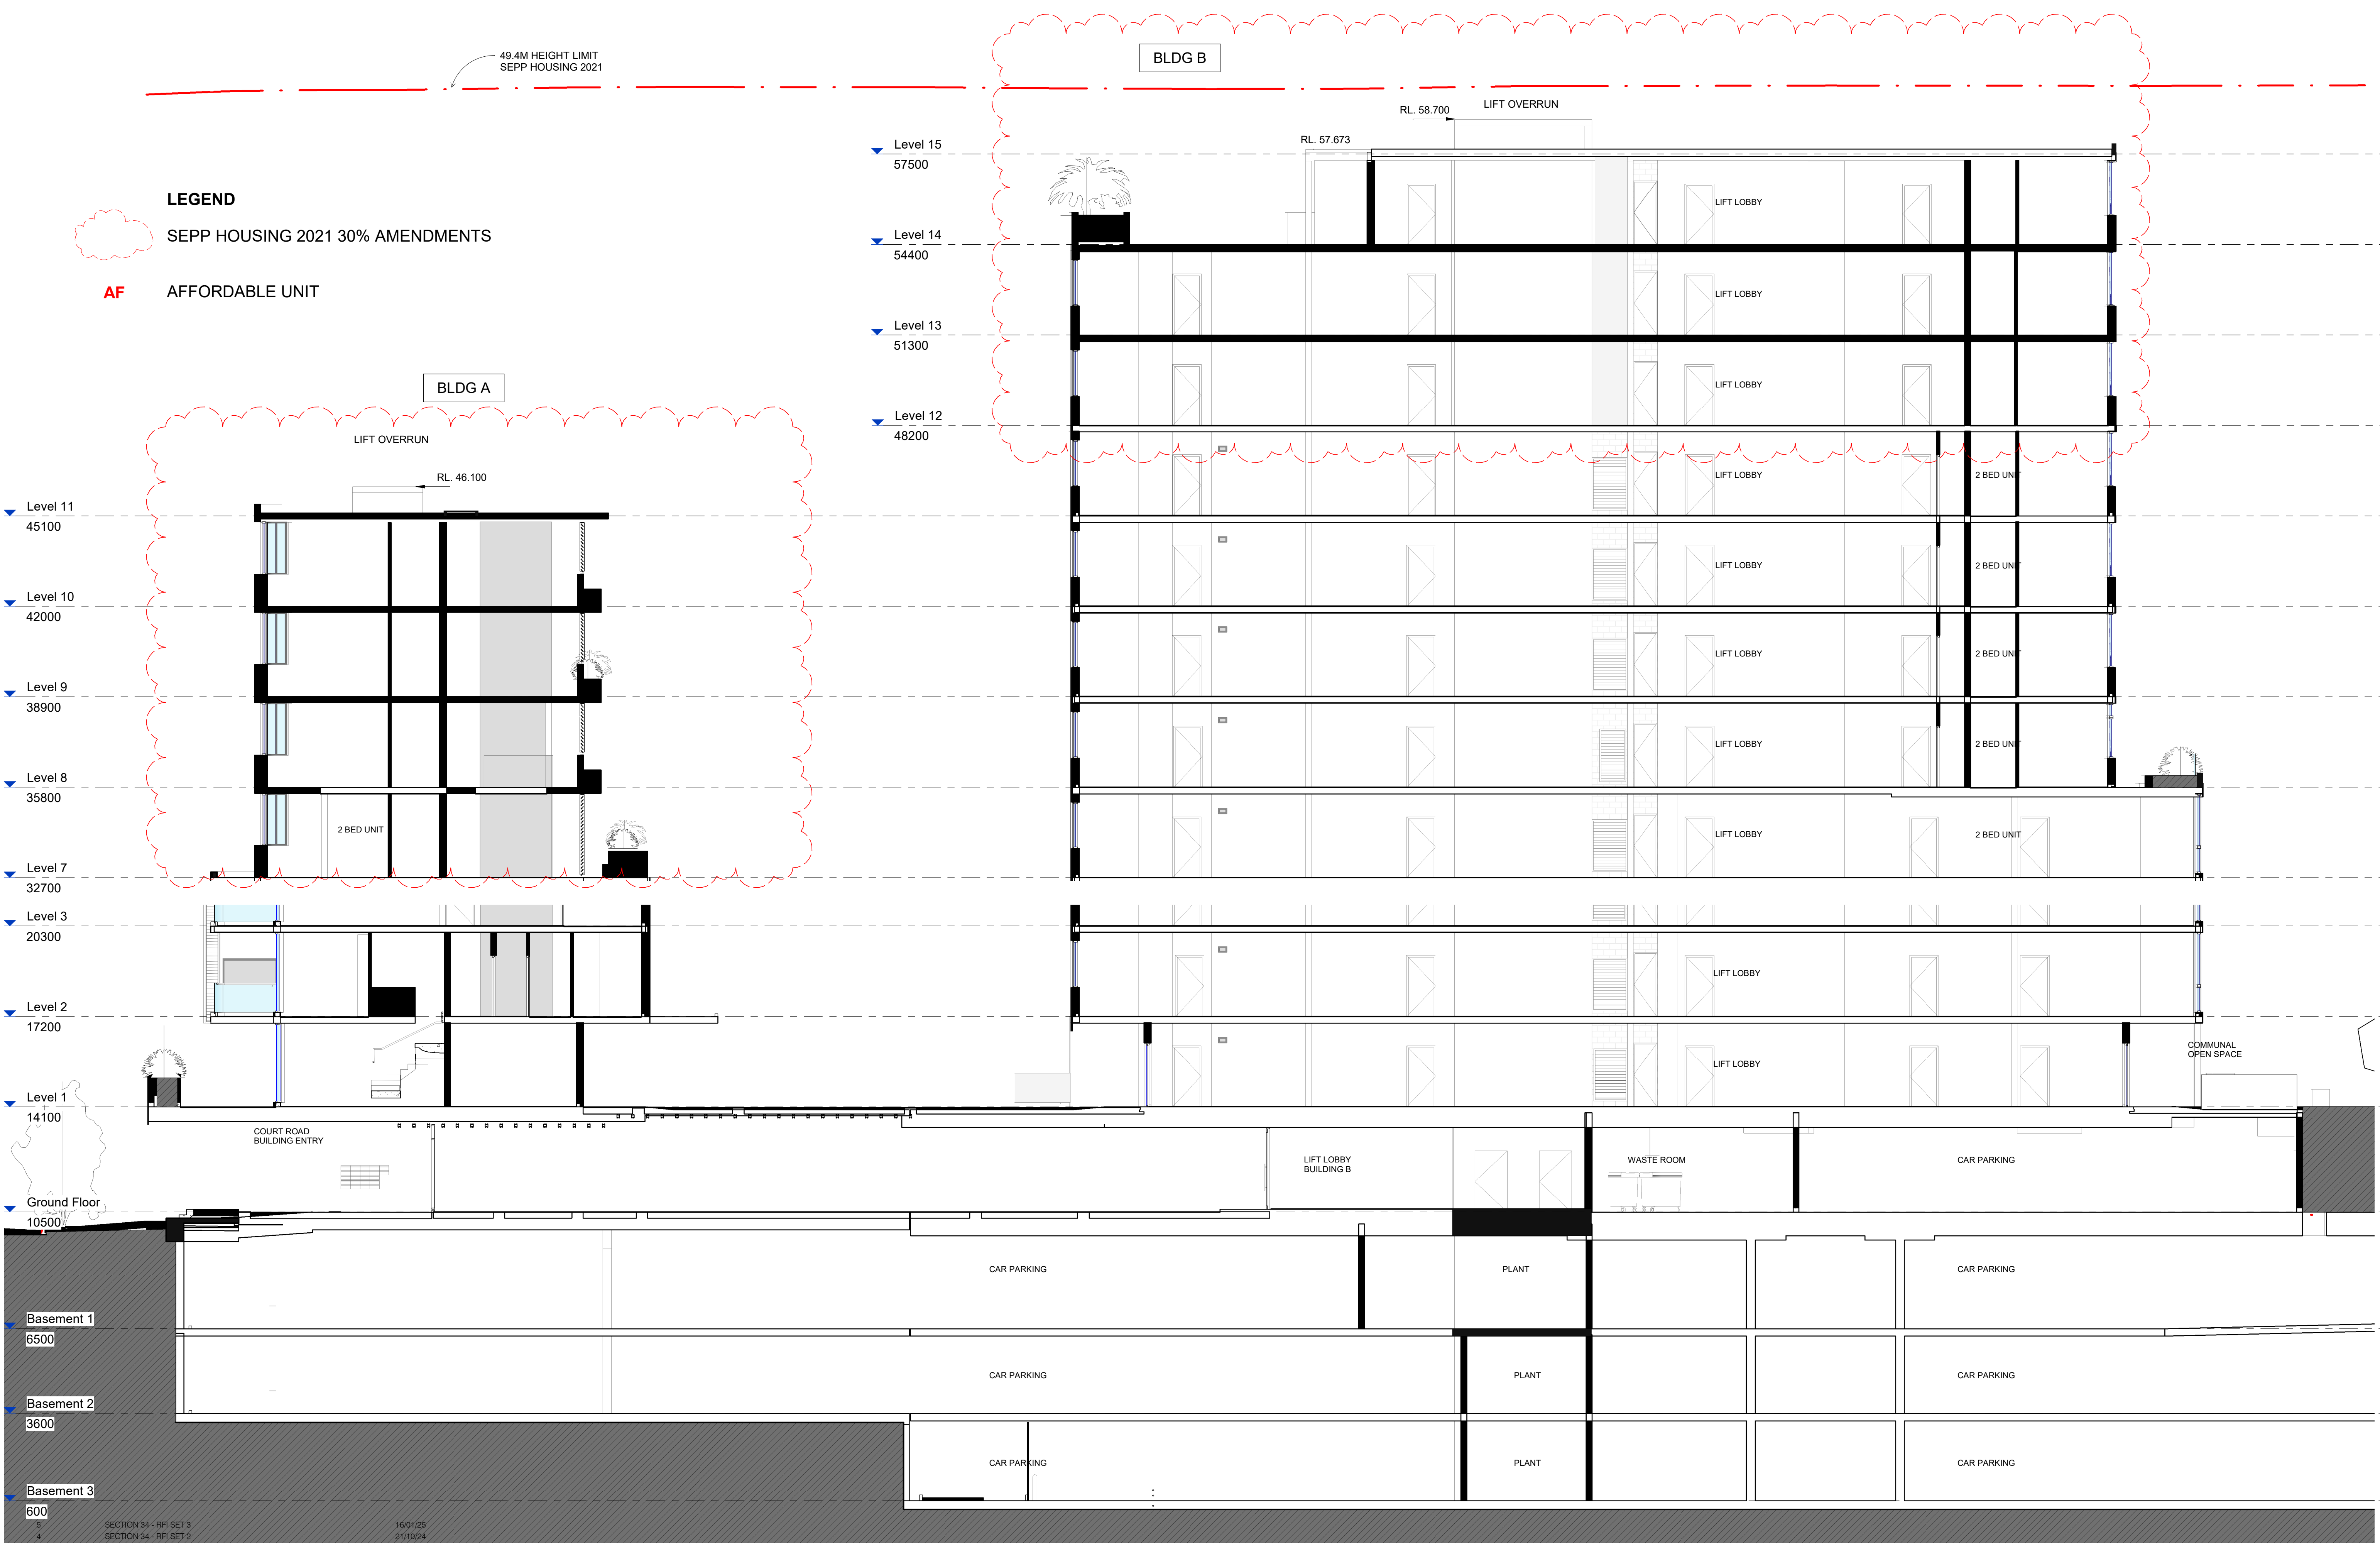 49.4M HEIGHT LIMIT
SEPP HOUSING 2021
BLDG B
RL. 58.700
LIFT OVERRUN
RL. 57.673
Level 15
57500
LEGEND
SEPP HOUSING 2021 30% AMENDMENTS
AF AFFORDABLE UNIT
LIFT LOBBY
Level 14
54400
LIFT LOBBY
Level 13
51300
LIFT LOBBY
Level 12
48200
BLDG A
LIFT OVERRUN
RL. 46.100
LIFT LOBBY
2 BED UNIT
Level 11
45100
LIFT LOBBY
2 BED UNIT
Level 10
42000
LIFT LOBBY
2 BED UNIT
Level 9
38900
LIFT LOBBY
2 BED UNIT
Level 8
35800
2 BED UNIT
LIFT LOBBY
2 BED UNIT
Level 7
32700
Level 3
20300
LIFT LOBBY
Level 2
17200
LIFT LOBBY
COMMUNAL
OPEN SPACE
Level 1
14100
COURT ROAD
BUILDING ENTRY
LIFT LOBBY
BUILDING B
WASTE ROOM
CAR PARKING
Ground Floor
10500
CAR PARKING
PLANT
CAR PARKING
Basement 1
6500
CAR PARKING
PLANT
CAR PARKING
Basement 2
3600
CAR PARKING
PLANT
CAR PARKING
Basement 3
600
5 SECTION 34 - RFI SET 3 16/01/25
4 SECTION 34 - RFI SET 2 21/10/24